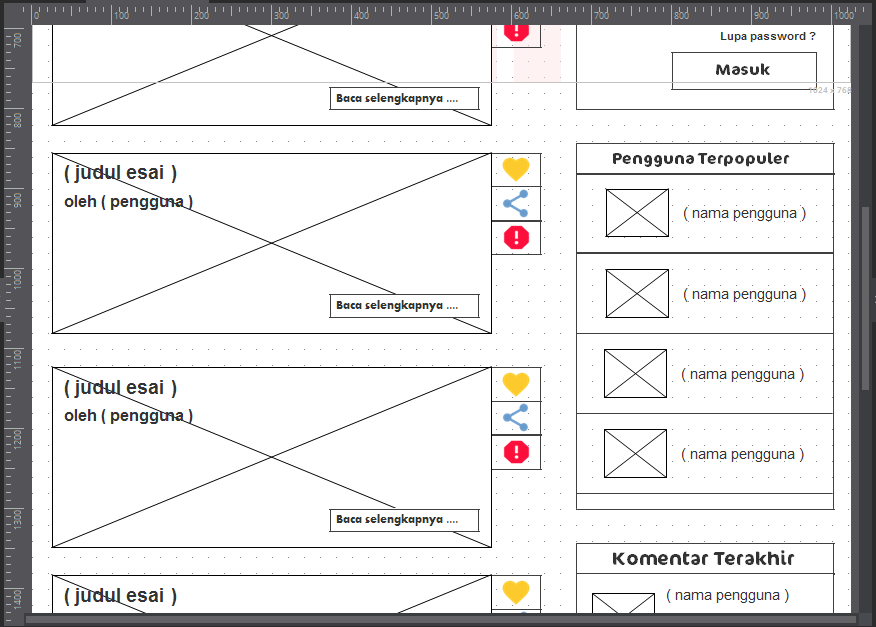 0 100 200 300 400 500 600 700 800 900 1000
700
800
900
1000
1100
1200
1300
1400
Baca selengkapnya ....
( judul esai )
oleh ( pengguna )
Baca selengkapnya ....
( judul esai )
oleh ( pengguna )
Baca selengkapnya ....
( judul esai )
Lupa password ?
Masuk
1024 x 768
Pengguna Terpopuler
( nama pengguna )
( nama pengguna )
( nama pengguna )
( nama pengguna )
Komentar Terakhir
( nama pengguna )